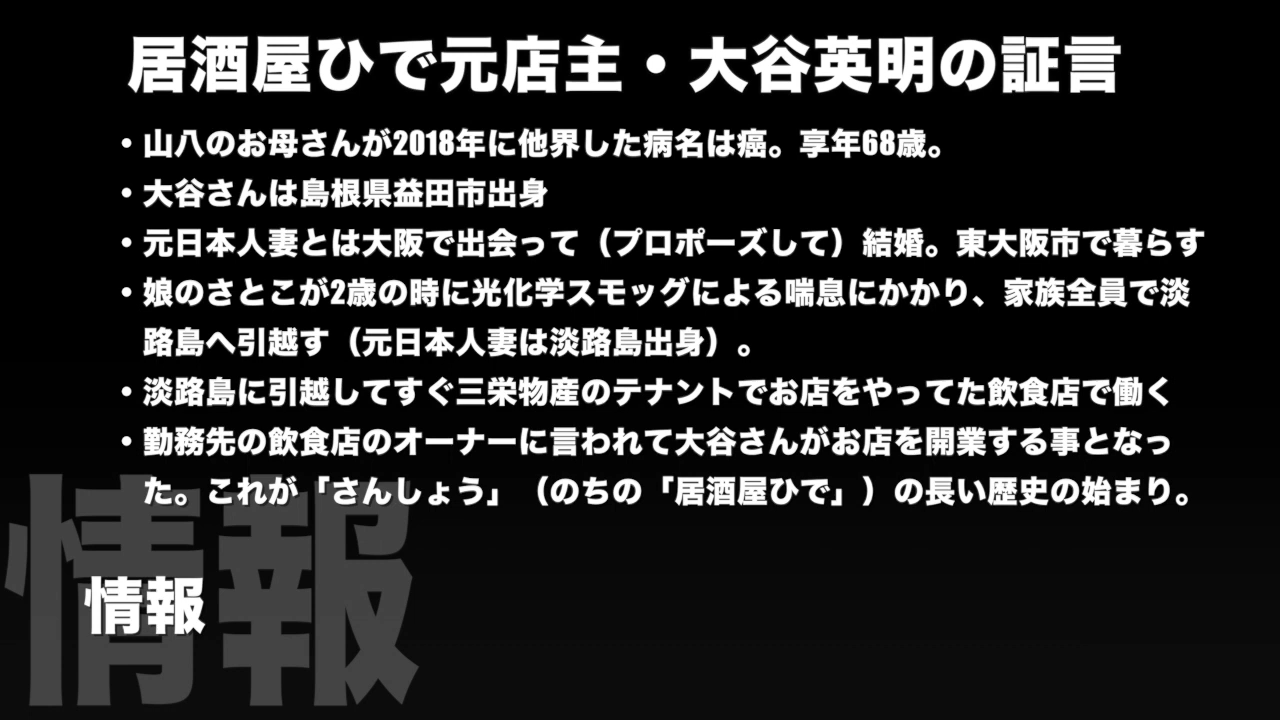 居酒屋ひで元店主・大谷英明の証言
・山八のお母さんが2018年に他界した病名は癌。享年68歳。
・大谷さんは島根県益田市出身
・元日本人妻とは大阪で出会って（プロポーズして）結婚。東大阪市で暮らす
・娘のさとこが2歳の時に光化学スモッグによる喘息にかかり、家族全員で淡
路島へ引越す（元日本人妻は淡路島出身）。
・淡路島に引越してすぐ三栄物産のテナントでお店をやってた飲食店で働く
・勤務先の飲食店のオーナーに言われて大谷さんがお店を開業する事となっ
た。これが「さんしょう」（のちの「居酒屋ひで」）の長い歴史の始まり。
情報
情報